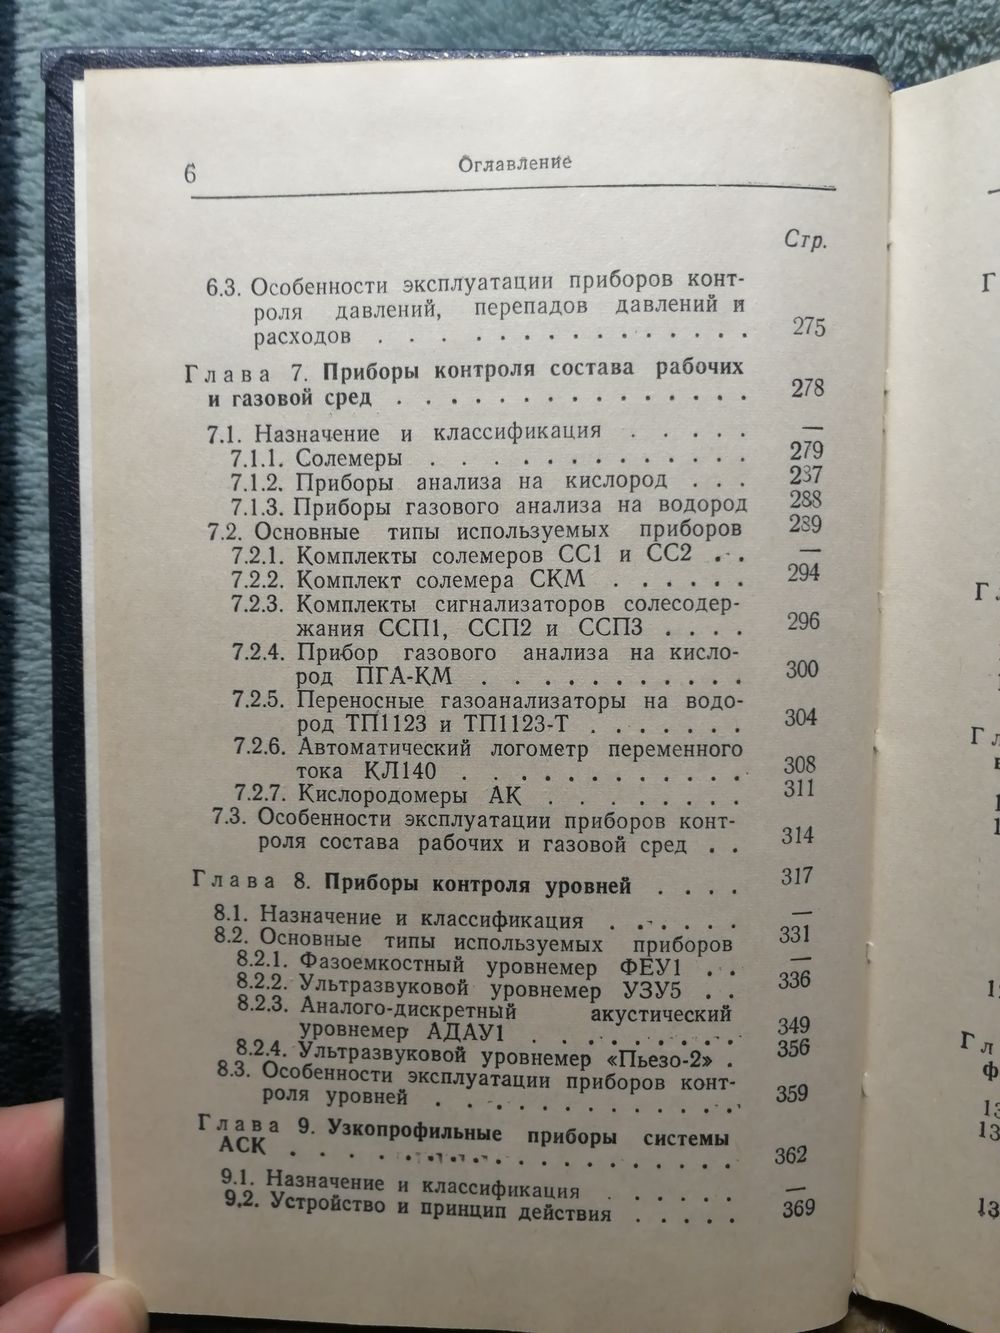 6 Оглавление
Стр.
6.3. Особенности эксплуатации приборов конт-
роля давлений, перепадов давлений и
расходов . . . . . . . . . . . . . . 275
Глава 7. Приборы контроля состава рабочих
и газовой сред . . . . . . . . . . . . . . 278
7.1. Назначение и классификация . . . . . —
7.1.1. Солемеры . . . . . . . . . . . . 279
7.1.2. Приборы анализа на кислород . . . 287
7.1.3. Приборы газового анализа на водород 288
7.2. Основные типы используемых приборов 289
7.2.1. Комплекты солемеров СС1 и СС2 . . —
7.2.2. Комплект солемера СКМ . . . . . . 294
7.2.3. Комплекты сигнализаторов солесодер-
жания ССП1, ССП2 и ССП3 . . . . 296
7.2.4. Прибор газового анализа на кисло-
род ПГА-КМ . . . . . . . . . . . 300
7.2.5. Переносные газоанализаторы на водо-
род ТП1123 и ТП1123-Т . . . . . . . 304
7.2.6. Автоматический логометр переменного
тока КЛ140 . . . . . . . . . . . 308
7.2.7. Кислородомеры АК . . . . . . . . 311
7.3. Особенности эксплуатации приборов конт-
роля состава рабочих и газовой сред . . 314
Глава 8. Приборы контроля уровней . . . . 317
8.1. Назначение и классификация . . . . . . —
8.2. Основные типы используемых приборов 331
8.2.1. Фазоемкостный уровнемер ФЕУ1 . . —
8.2.2. Ультразвуковой уровнемер УЗУ5 . . 336
8.2.3. Аналого-дискретный акустический
уровнемер АДАУ1 . . . . . . . . . 349
8.2.4. Ультразвуковой уровнемер «Пьезо-2» . 356
8.3. Особенности эксплуатации приборов конт-
роля уровней . . . . . . . . . . . . 359
Глава 9. Узкопрофильные приборы системы
АСК . . . . . . . . . . . . . . . . . 362
9.1. Назначение и классификация . . . . . —
9.2. Устройство и принцип действия . . . . . 369